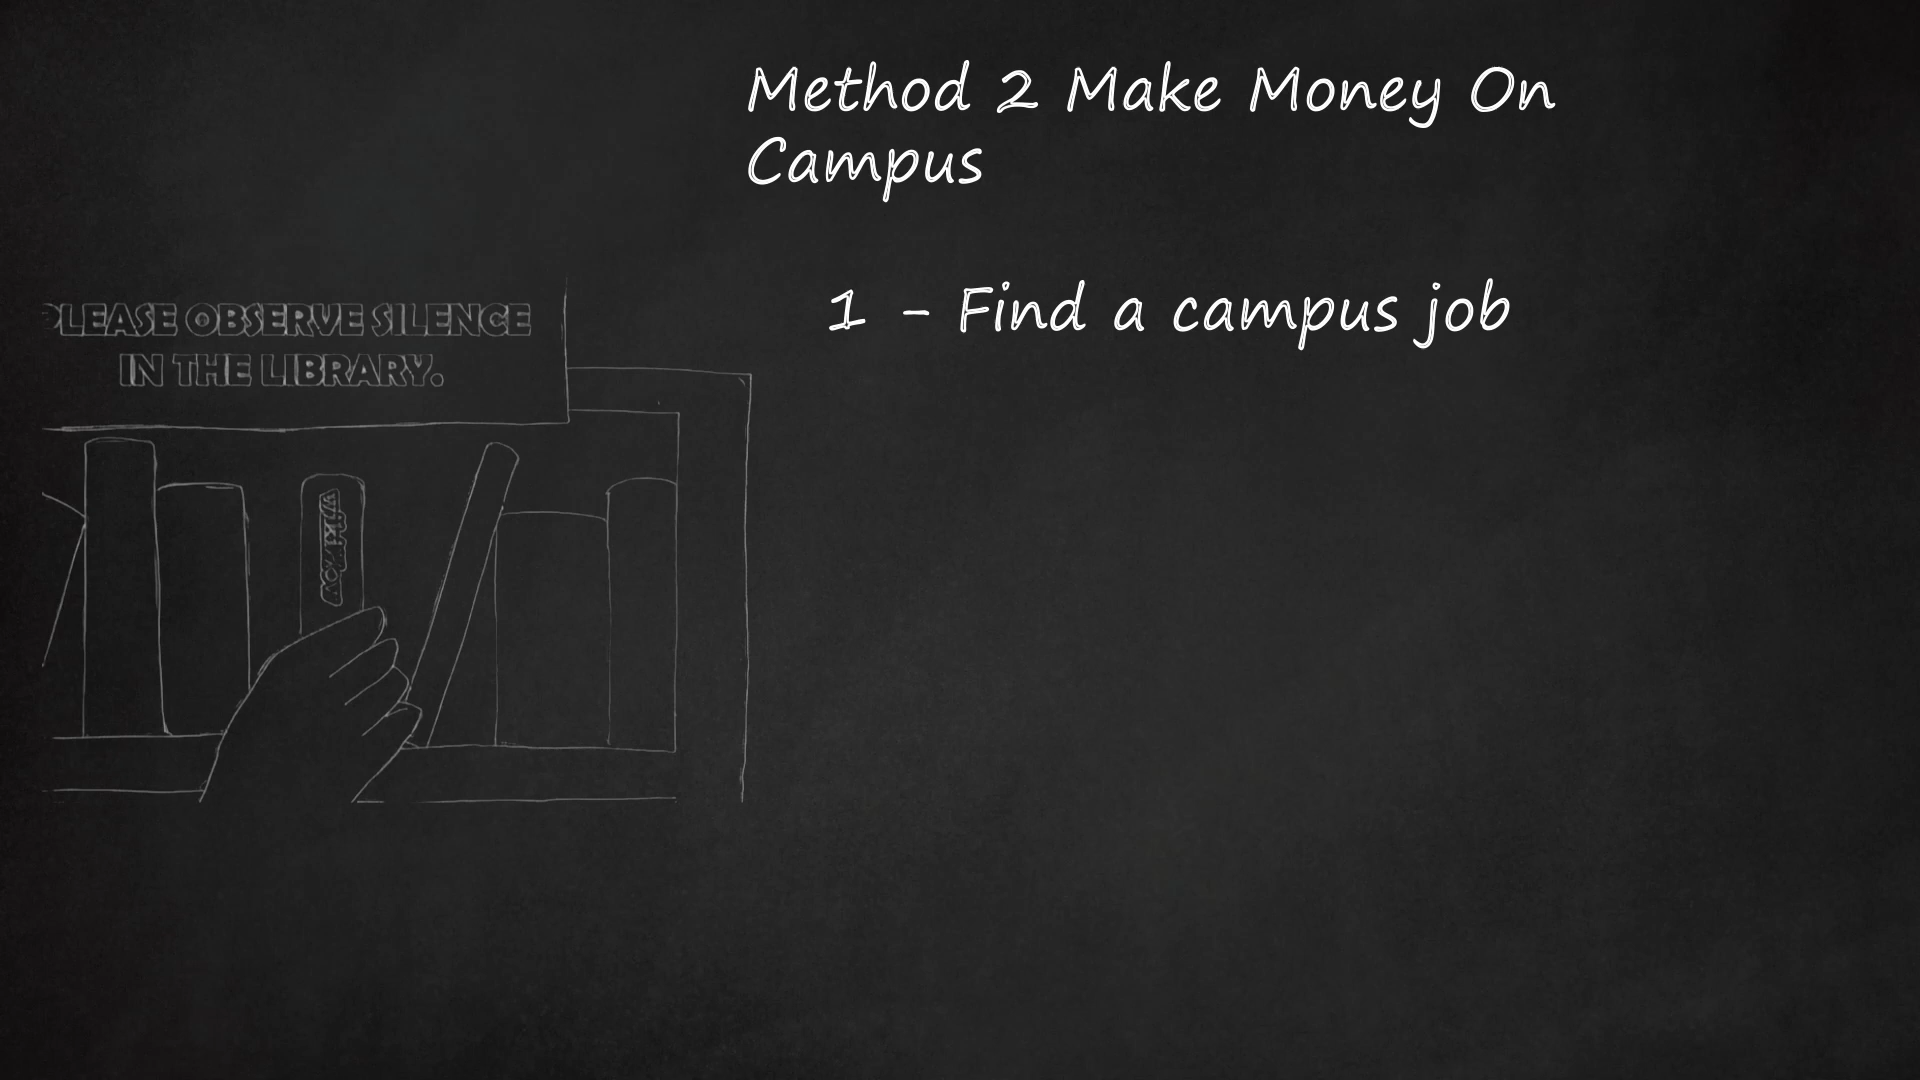 Method 2 Make Money On
Campus
1 - Find a campus job
PLEASE OBSERVE SILENCE
IN THE LIBRARY.